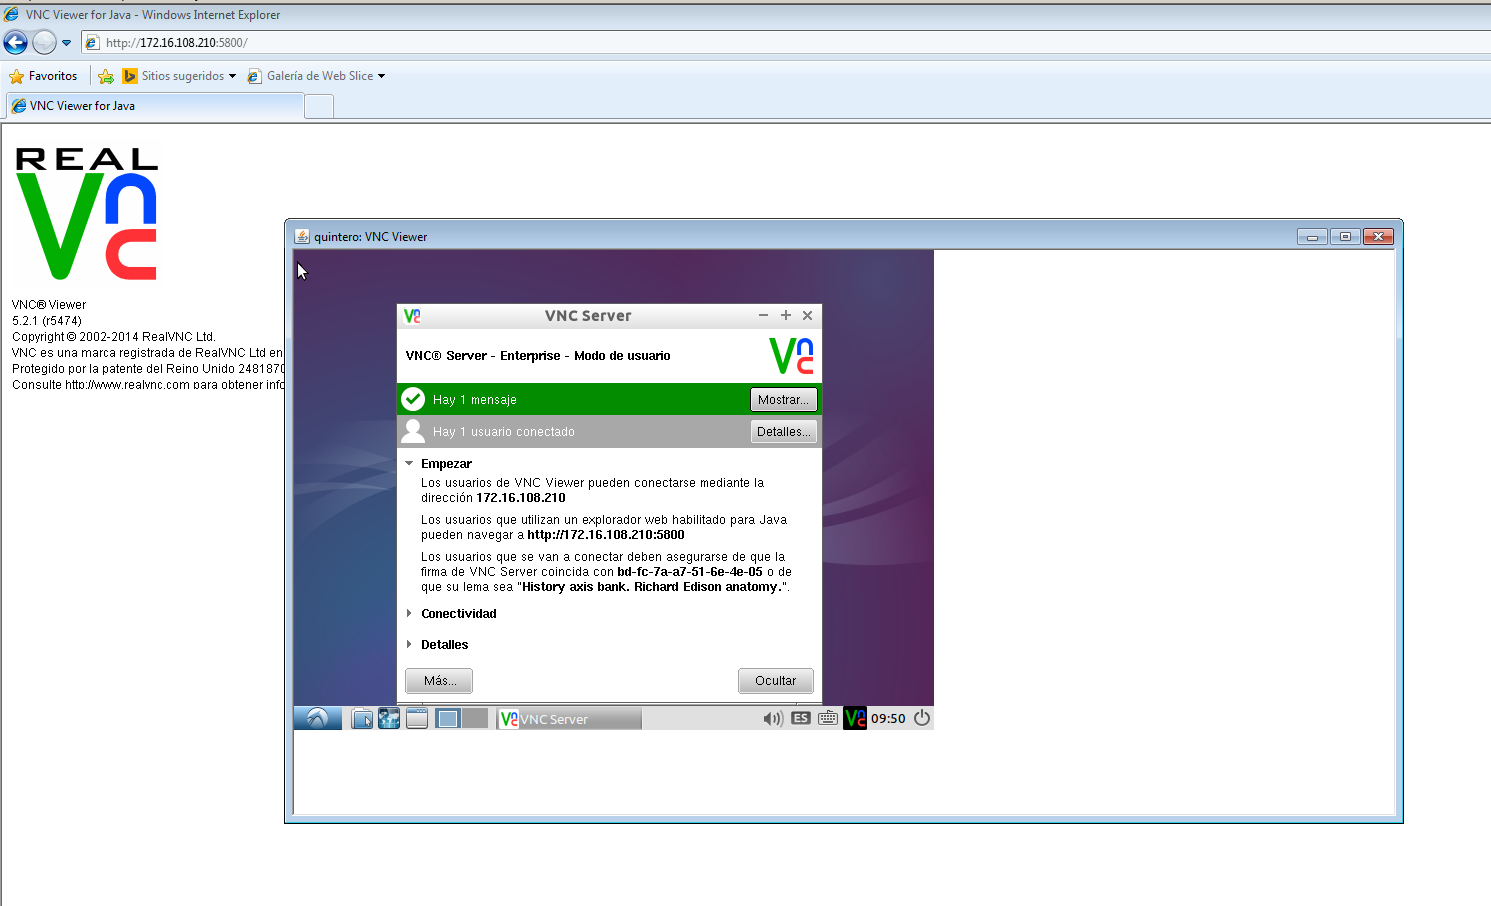 VNC Viewer for Java - Windows Internet Explorer
http://172.16.108.210:5800/
Favoritos
Sitios sugeridos
Galería de Web Slice
VNC Viewer for Java
REAL
Vnc
VNC® Viewer
5.2.1 (r5474)
Copyright © 2002-2014 RealVNC Ltd.
VNC es una marca registrada de RealVNC Ltd en
Protegido por la patente del Reino Unido 2481870
Consulte http://www.realvnc.com para obtener info
quintero: VNC Viewer
VNC Server
VNC® Server - Enterprise - Modo de usuario
Hay 1 mensaje
Mostrar...
Hay 1 usuario conectado
Detalles...
Empezar
Los usuarios de VNC Viewer pueden conectarse mediante la
dirección 172.16.108.210
Los usuarios que utilizan un explorador web habilitado para Java
pueden navegar a http://172.16.108.210:5800
Los usuarios que se van a conectar deben asegurarse de que la
firma de VNC Server coincida con bd-fc-7a-a7-51-6e-4e-05 o de
que su lema sea "History axis bank. Richard Edison anatomy.".
Conectividad
Detalles
Más...
Ocultar
VNC Server
ES
09:50